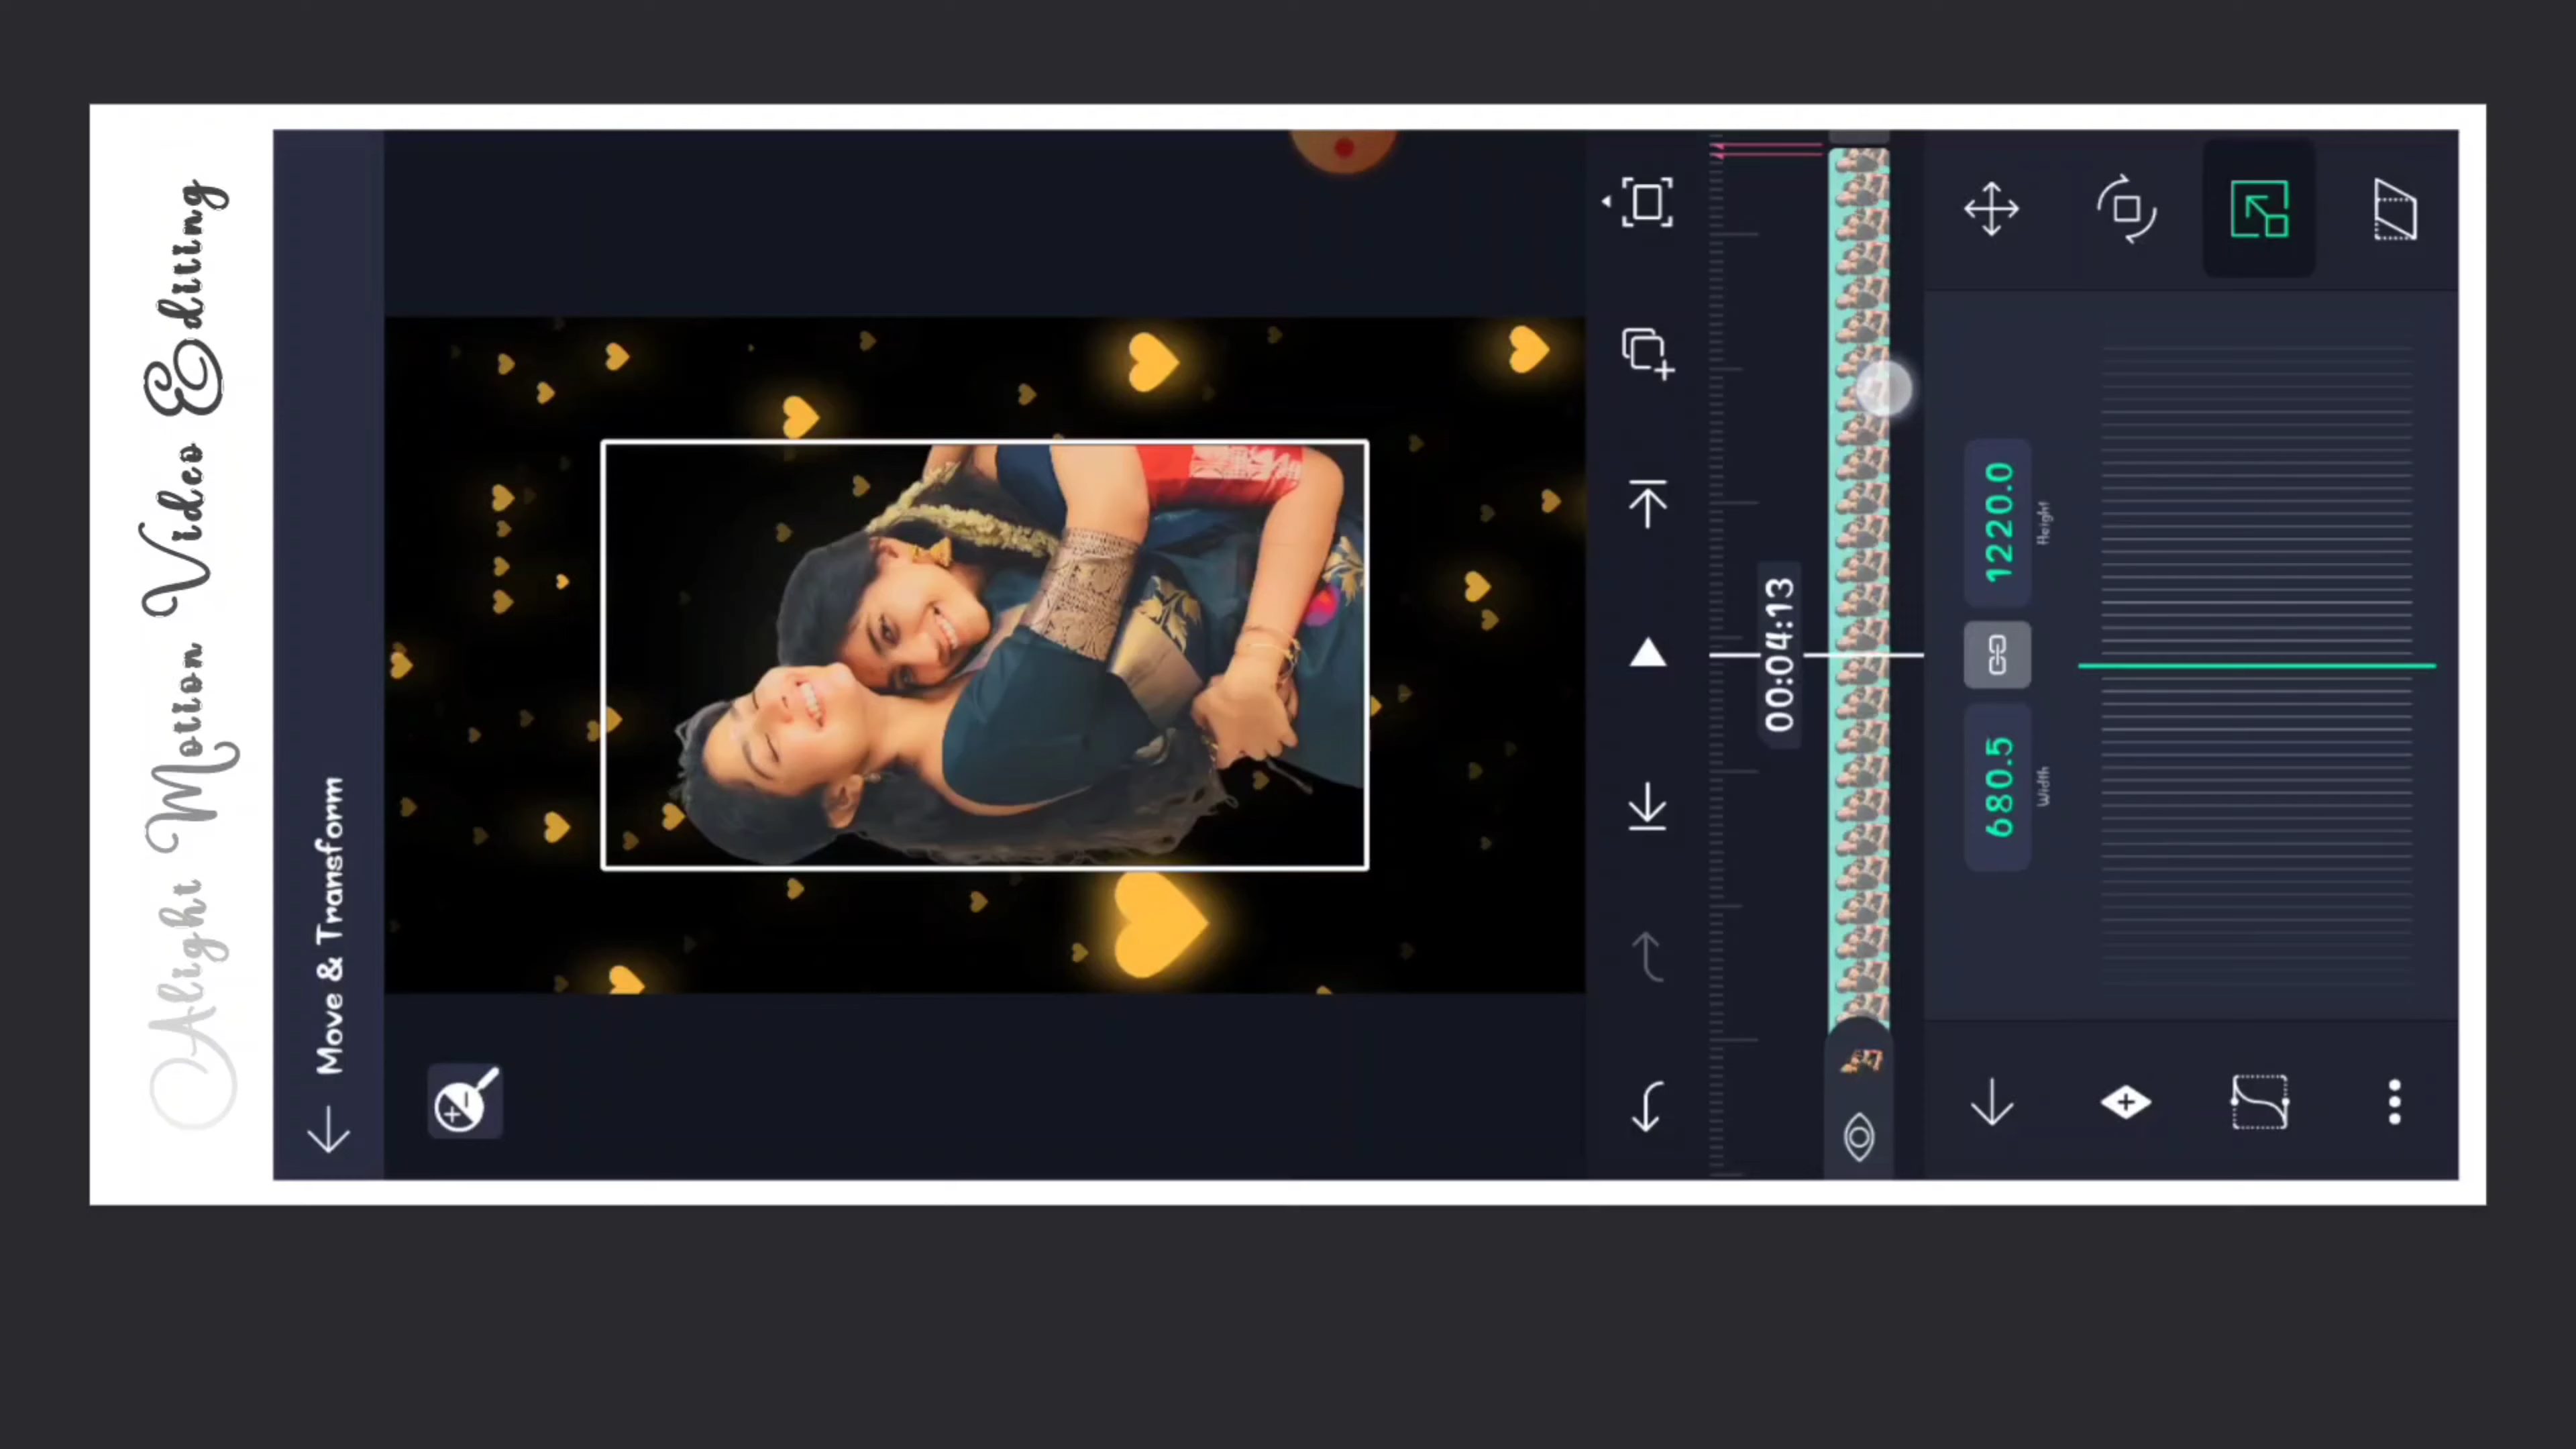 Alight Motion Video Editing
Move & Transform
00:04:13
680.5
Width
1220.0
Height